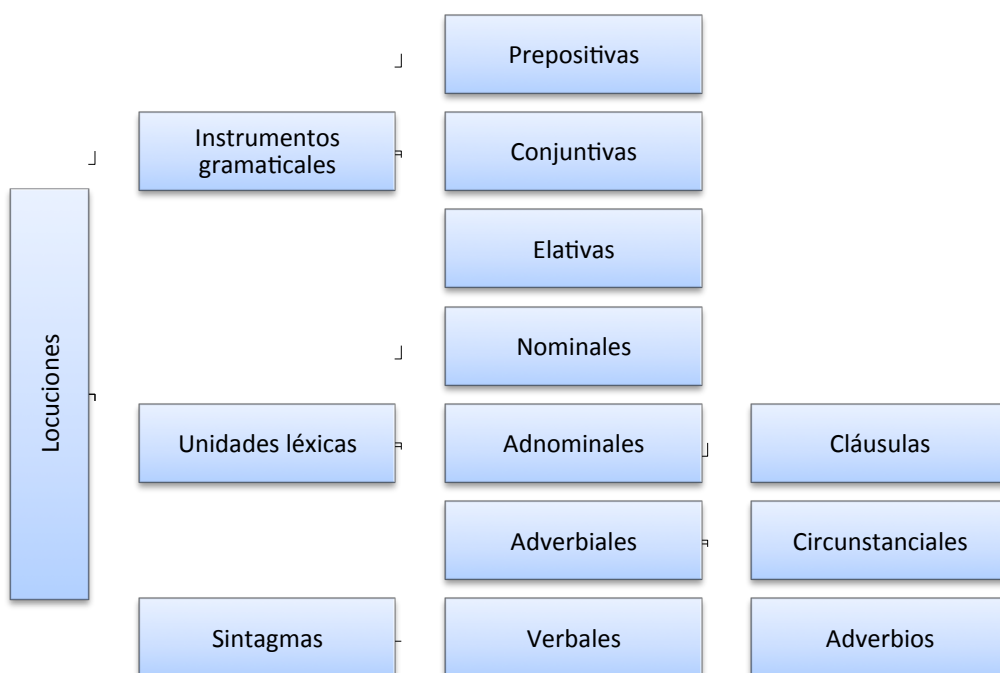 Locuciones
Instrumentos
gramaticales
Prepositivas
Conjuntivas
Elativas
Unidades léxicas
Nominales
Adnominales
Adverbiales
Cláusulas
Circunstanciales
Adverbios
Sintagmas
Verbales